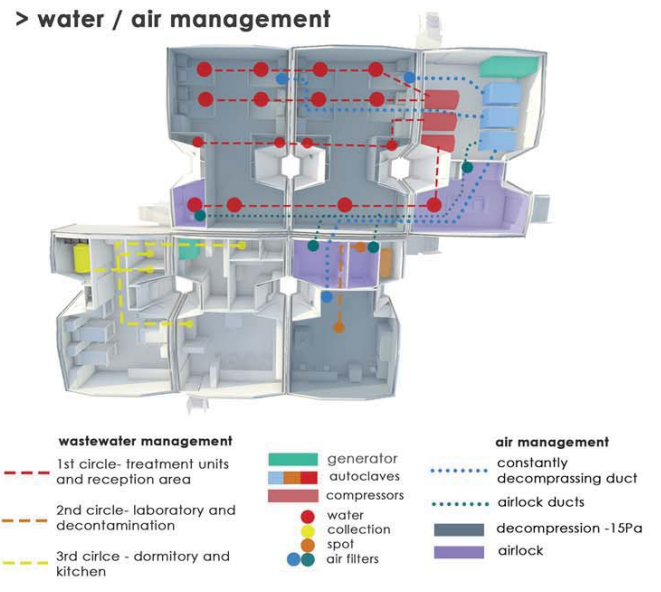 > water / air management
wastewater management
1st circle- treatment units
and reception area
2nd circle- laboratory and
decontamination
3rd cirlce - dormitory and
kitchen
generator
autoclaves
compressors
water
collection
spot
air filters
air management
constantly
decomprassing duct
airlock ducts
decompression -15Pa
airlock